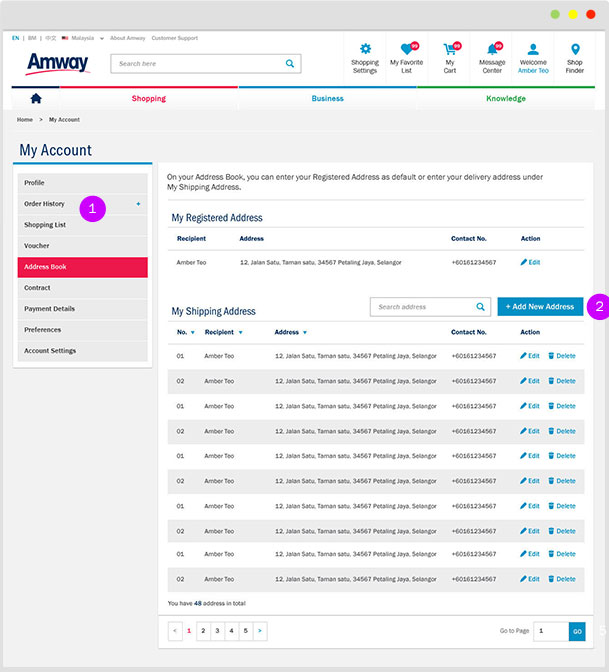 EN | BM | 中文 Malaysia About Amway Customer Support
Amway
Search here
Shopping Settings
99
My Favorite List
99
My Cart
99
Message Center
Welcome Amber Teo
Shop Finder
Shopping Business Knowledge
Home > My Account
My Account
Profile
Order History +
1
Shopping List
Voucher
Address Book
Contract
Payment Details
Preferences
Account Settings
On your Address Book, you can enter your Registered Address as default or enter your delivery address under
My Shipping Address.
My Registered Address
Recipient Address Contact No. Action
Amber Teo 12, Jalan Satu, Taman satu, 34567 Petaling Jaya, Selangor +60161234567 Edit
My Shipping Address Search address + Add New Address 2
No. Recipient Address Contact No. Action
01 Amber Teo 12, Jalan Satu, Taman satu, 34567 Petaling Jaya, Selangor +60161234567 Edit Delete
02 Amber Teo 12, Jalan Satu, Taman satu, 34567 Petaling Jaya, Selangor +60161234567 Edit Delete
01 Amber Teo 12, Jalan Satu, Taman satu, 34567 Petaling Jaya, Selangor +60161234567 Edit Delete
02 Amber Teo 12, Jalan Satu, Taman satu, 34567 Petaling Jaya, Selangor +60161234567 Edit Delete
01 Amber Teo 12, Jalan Satu, Taman satu, 34567 Petaling Jaya, Selangor +60161234567 Edit Delete
02 Amber Teo 12, Jalan Satu, Taman satu, 34567 Petaling Jaya, Selangor +60161234567 Edit Delete
01 Amber Teo 12, Jalan Satu, Taman satu, 34567 Petaling Jaya, Selangor +60161234567 Edit Delete
02 Amber Teo 12, Jalan Satu, Taman satu, 34567 Petaling Jaya, Selangor +60161234567 Edit Delete
01 Amber Teo 12, Jalan Satu, Taman satu, 34567 Petaling Jaya, Selangor +60161234567 Edit Delete
02 Amber Teo 12, Jalan Satu, Taman satu, 34567 Petaling Jaya, Selangor +60161234567 Edit Delete
You have 48 address in total
< 1 2 3 4 5 > Go to Page 1 GO